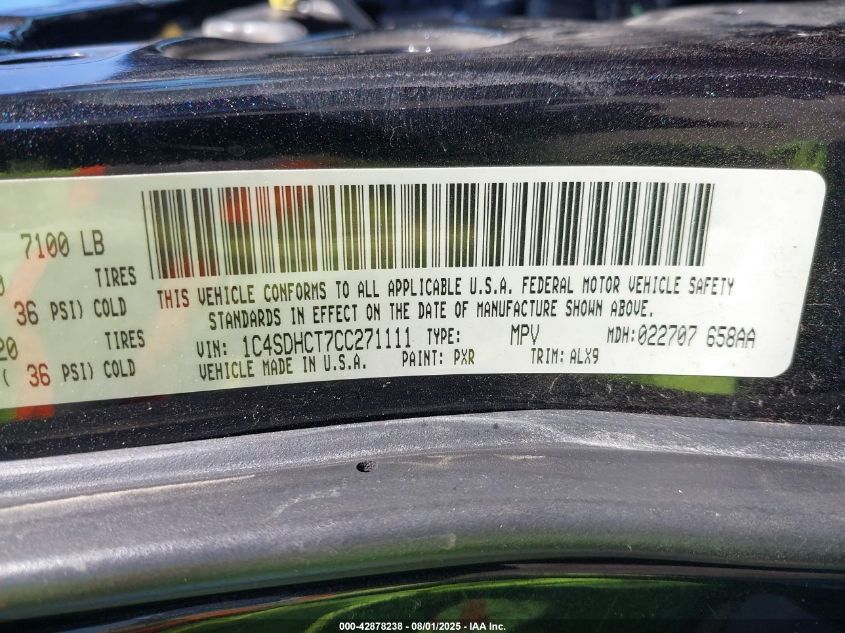 7100 LB
0 TIRES
36 PSI) COLD
20 TIRES
( 36 PSI) COLD
THIS VEHICLE CONFORMS TO ALL APPLICABLE U.S.A. FEDERAL MOTOR VEHICLE SAFETY
STANDARDS IN EFFECT ON THE DATE OF MANUFACTURE SHOWN ABOVE.
VIN: 1C4SDHCT7CC271111 TYPE: MPV MDH:022707 658AA
VEHICLE MADE IN U.S.A. PAINT: PXR TRIM: ALX9
000-42878238 - 08/01/2025 - IAA Inc.